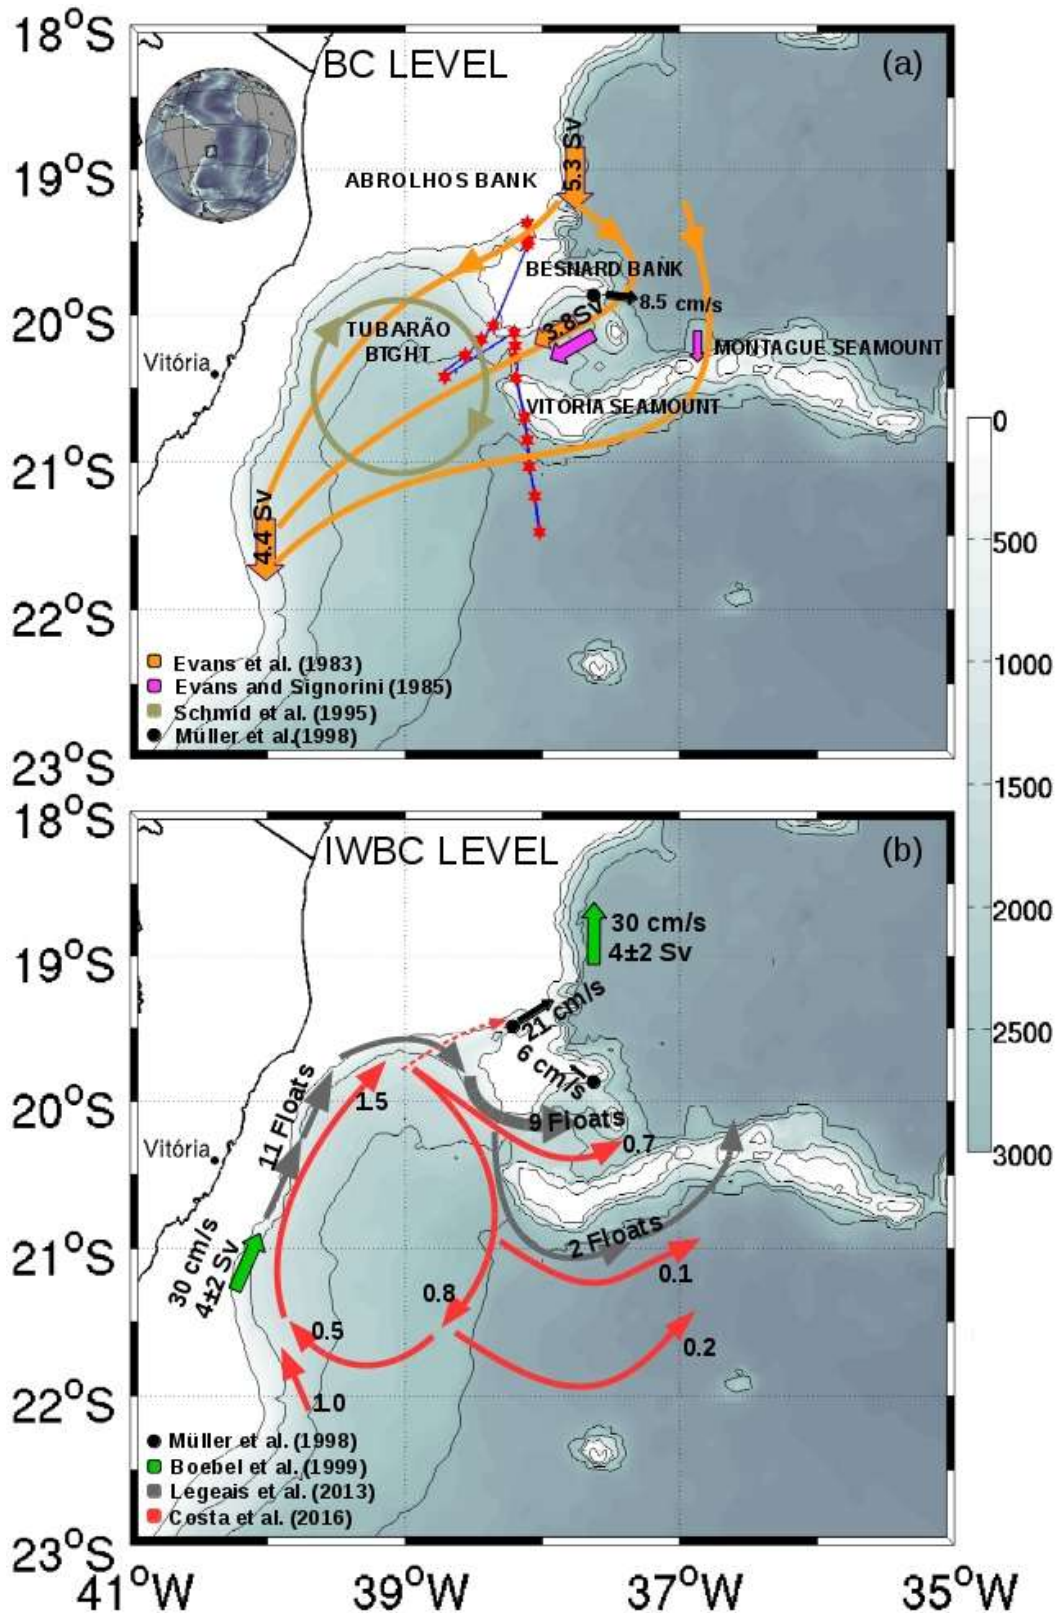 18°S
BC LEVEL
(a)
5.3 Sv
19°S
ABROLHOS BANK
BESNARD BANK
8.5 cm/s
20°S
3.8Sv
TUBARÃO
BIGHT
MONTAGUE SEAMOUNT
Vitória
VITÓRIA SEAMOUNT
0
21°S
4.4 Sv
500
22°S
Evans et al. (1983)
1000
Evans and Signorini (1985)
Schmid et al. (1995)
Müller et al.(1998)
23°S
1500
18°S
IWBC LEVEL
(b)
2000
30 cm/s
4±2 Sv
19°S
21 cm/s
2500
6 cm/s
11 Floats
1.5
20°S
9 Floats
0.7
Vitória
3000
30 cm/s
4±2 Sv
21°S
2 Floats
0.1
0.8
0.5
0.2
22°S
1.0
Müller et al. (1998)
Boebel et al. (1999)
Legeais et al. (2013)
Costa et al. (2016)
23°S
41°W
39°W
37°W
35°W